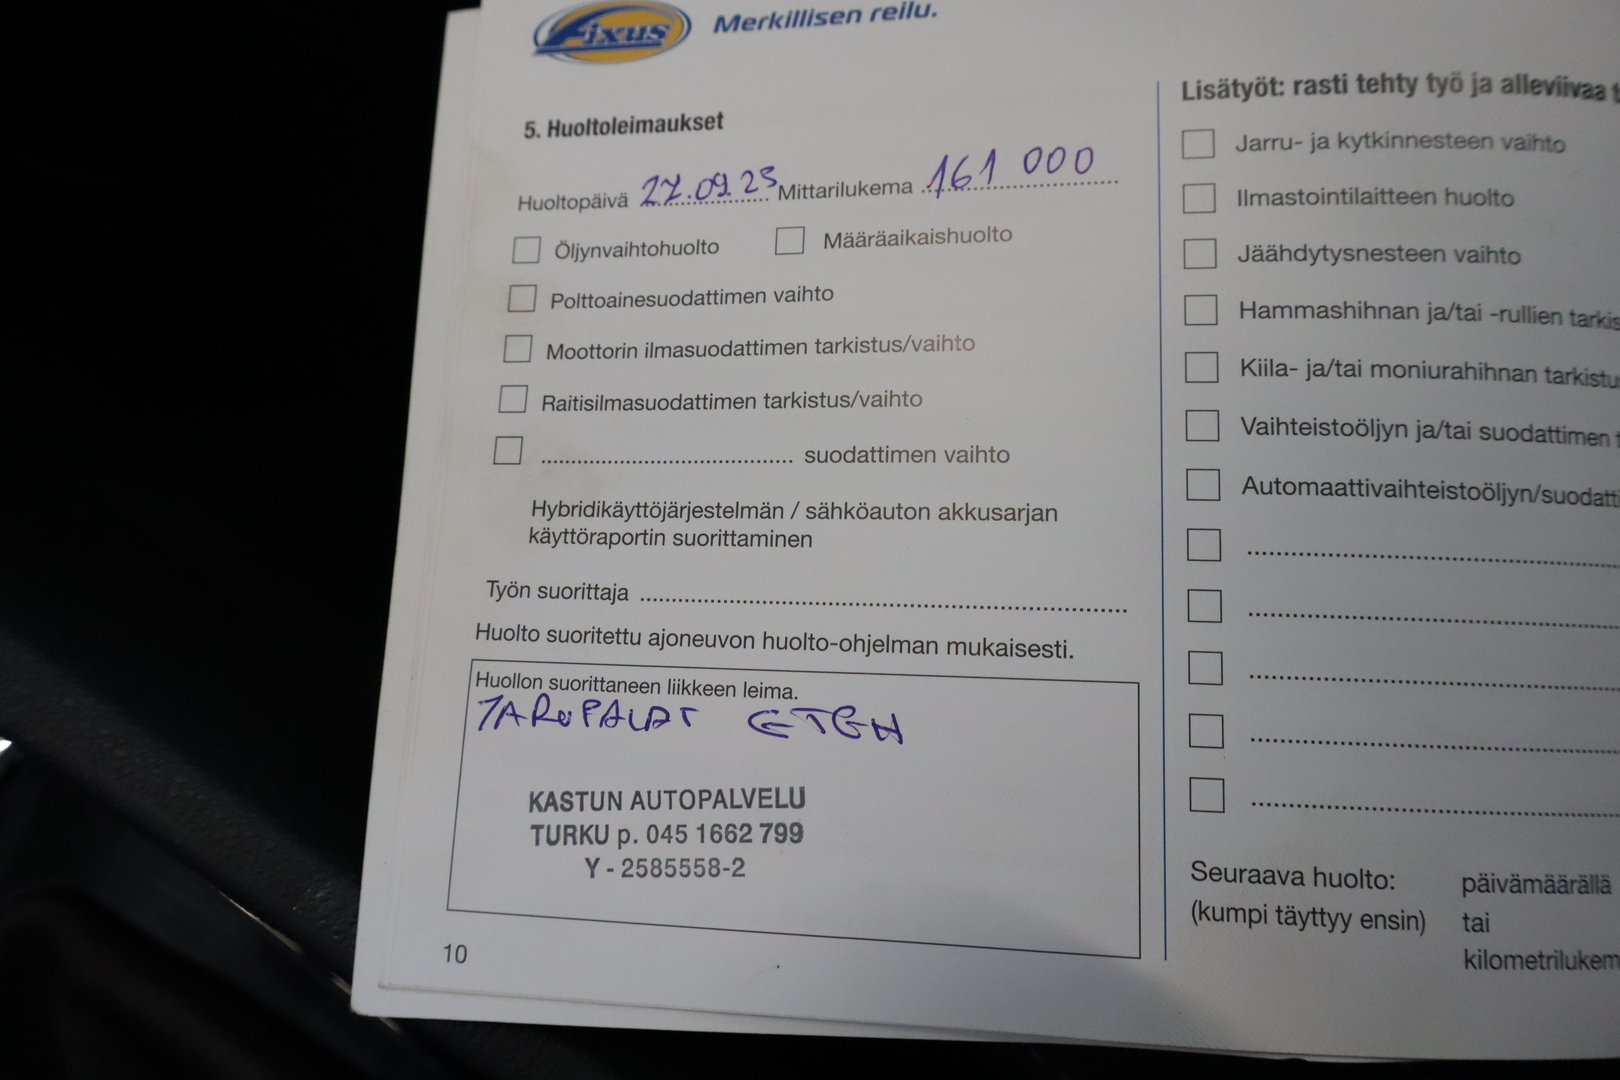 Fixus Merkillisen reilu.
5. Huoltoleimaukset
Huoltopäivä 27.09.23 Mittarilukema 161 000
Öljynvaihtohuolto Määräaikaishuolto
Polttoainesuodattimen vaihto
Moottorin ilmasuodattimen tarkistus/vaihto
Raitisilmasuodattimen tarkistus/vaihto
suodattimen vaihto
Hybridikäyttöjärjestelmän / sähköauton akkusarjan
käyttöraportin suorittaminen
Työn suorittaja
Huolto suoritettu ajoneuvon huolto-ohjelman mukaisesti.
Huollon suorittaneen liikkeen leima.
KASTUN AUTOPALVELU
TURKU p. 045 1662 799
Y - 2585558-2
10
Lisätyöt: rasti tehty työ ja alleviivaa t
Jarru- ja kytkinnesteen vaihto
Ilmastointilaitteen huolto
Jäähdytysnesteen vaihto
Hammashihnan ja/tai -rullien tarkis
Kiila- ja/tai moniurahihnan tarkistu
Vaihteistoöljyn ja/tai suodattimen
Automaattivaihteistoöljyn/suodatt
Seuraava huolto: päivämäärällä
(kumpi täyttyy ensin) tai
kilometrilukem